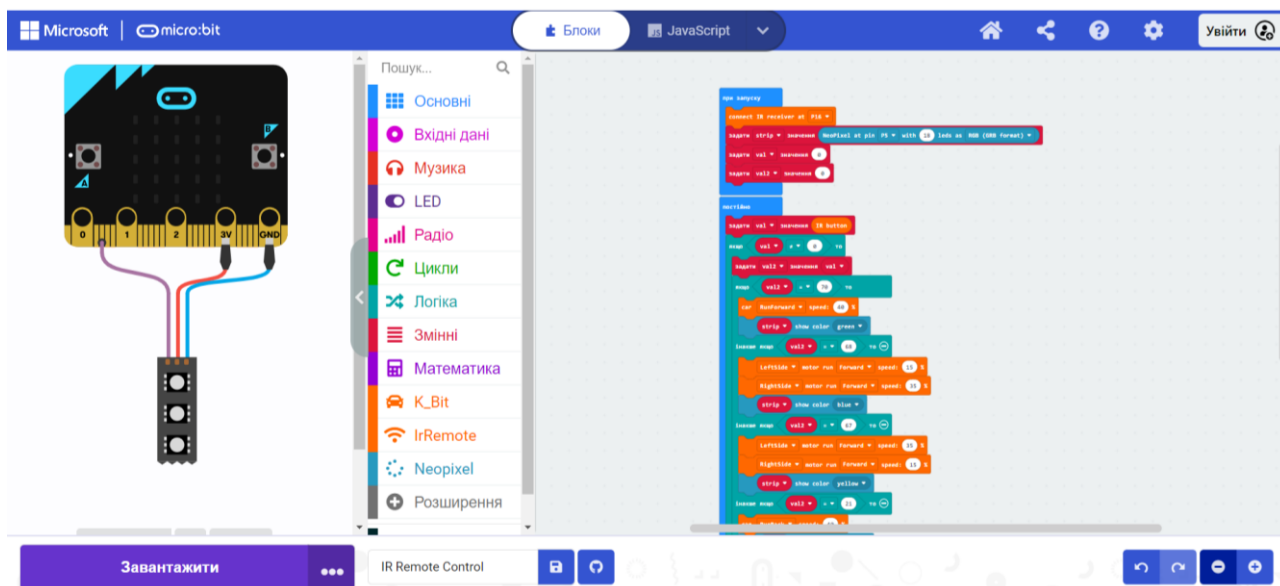 Microsoft | micro:bit
Блоки
JavaScript
Увійти
B
A
0 1 2 3V GND
Пошук...
Основні
Вхідні дані
Музика
LED
Радіо
Цикли
Логіка
Змінні
Математика
K_Bit
IrRemote
Neopixel
Розширення
при запуску
connect IR receiver at P16
задати strip значення NeoPixel at pin P5 with 18 leds as RGB (GRB format)
задати val значення 0
задати val2 значення 0
постійно
задати val значення IR button
якщо val ≠ 0 то
задати val2 значення val
якщо val2 = 70 то
car RunForward speed: %
strip show color green
інакше якщо val2 = 68 то
LeftSide motor run Forward speed: 15 %
RightSide motor run Forward speed: 35 %
strip show color blue
інакше якщо val2 = 67 то
LeftSide motor run Forward speed: 35 %
RightSide motor run Forward speed: 15 %
strip show color yellow
інакше якщо val2 = 21 то
Завантажити
IR Remote Control